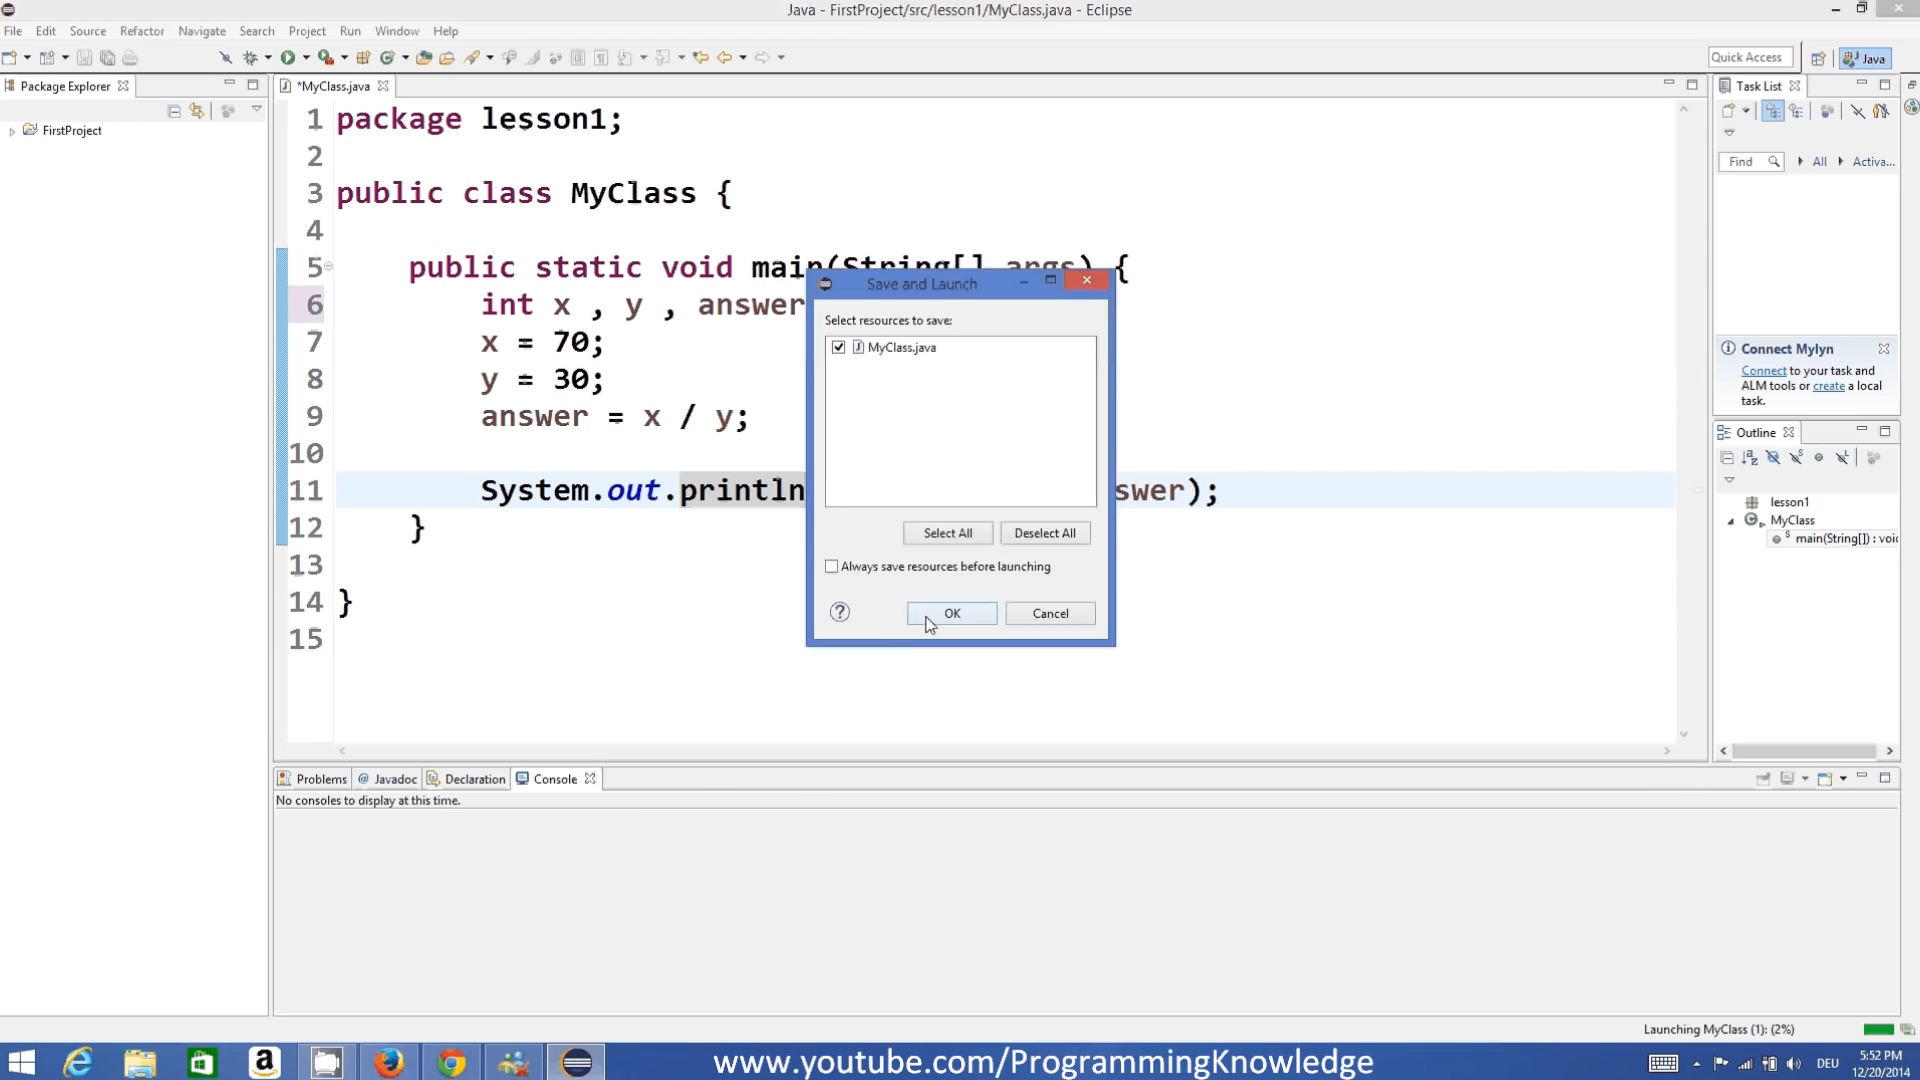 Java - FirstProject/src/lesson1/MyClass.java - Eclipse
File Edit Source Refactor Navigate Search Project Run Window Help
Quick Access
Java
Package Explorer
*MyClass.java
Task List
FirstProject
1 package lesson1;
2
3 public class MyClass {
4
5 public static void main(String[] args) {
6 int x , y , answer
7 x = 70;
8 y = 30;
9 answer = x / y;
10
11 System.out.println
swer);
12 }
13
14 }
15
Save and Launch
Select resources to save:
MyClass.java
Select All Deselect All
Always save resources before launching
OK Cancel
Find All Activa...
Connect Mylyn
Connect to your task and
ALM tools or create a local
task.
Outline
lesson1
MyClass
main(String[]) : voic
Problems @ Javadoc Declaration Console
No consoles to display at this time.
Launching MyClass (1): (2%)
www.youtube.com/ProgrammingKnowledge
DEU
5:52 PM
12/20/2014